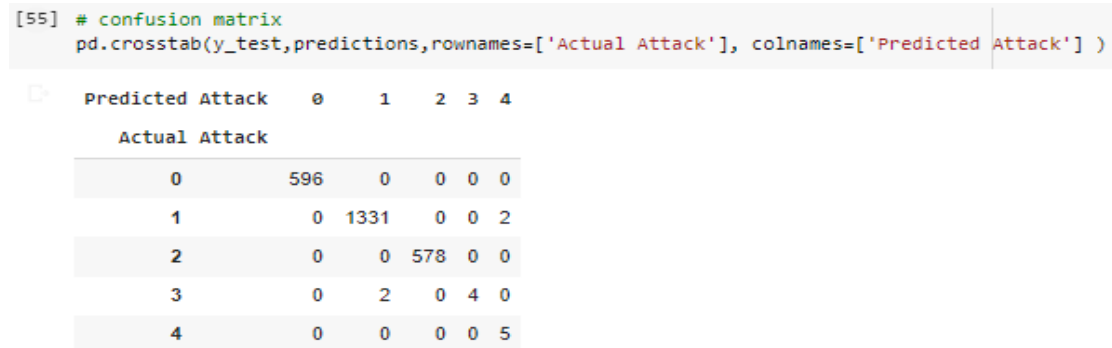 [55] # confusion matrix
pd.crosstab(y_test,predictions,rownames=['Actual Attack'], colnames=['Predicted Attack'] )
Predicted Attack 0 1 2 3 4
Actual Attack
0 596 0 0 0 0
1 0 1331 0 0 2
2 0 0 578 0 0
3 0 2 0 4 0
4 0 0 0 0 5